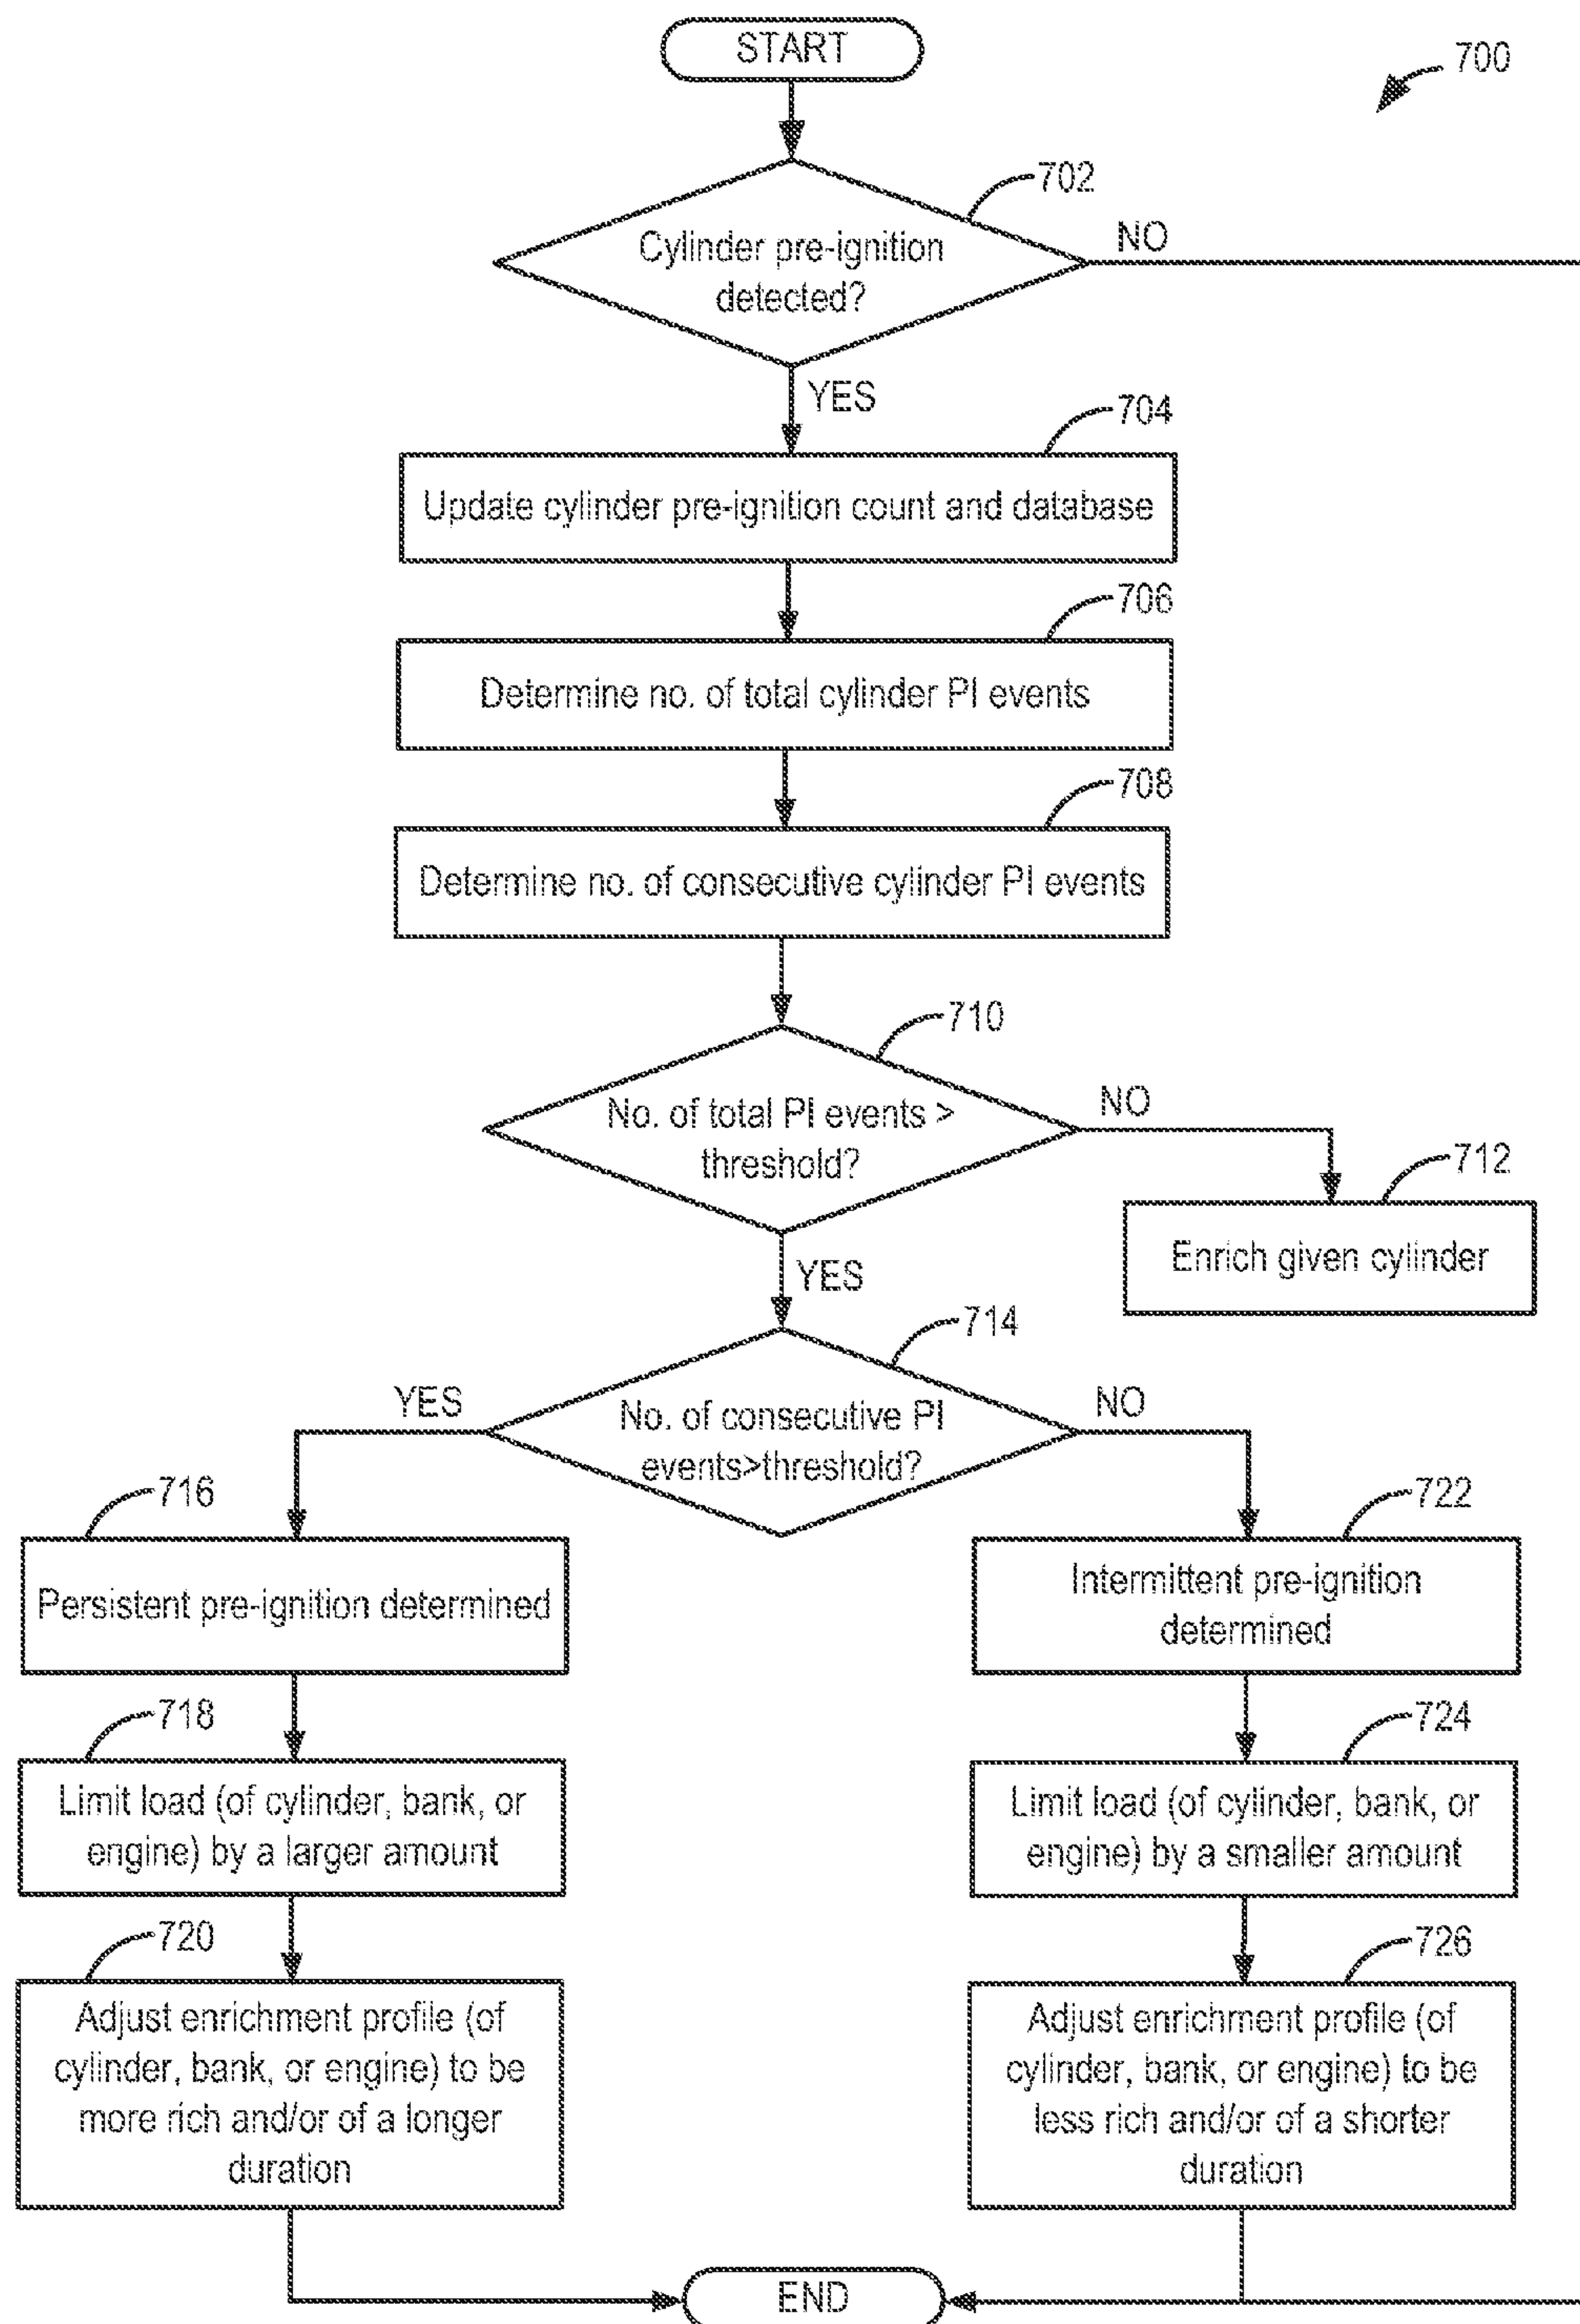 START
700
702
Cylinder pre-ignition
detected?
NO
YES
704
Update cylinder pre-ignition count and database
706
Determine no. of total cylinder PI events
708
Determine no. of consecutive cylinder PI events
710
No. of total PI events >
threshold?
NO
712
Enrich given cylinder
YES
714
No. of consecutive PI
events>threshold?
YES
NO
716
Persistent pre-ignition determined
718
Limit load (of cylinder, bank, or
engine) by a larger amount
720
Adjust enrichment profile (of
cylinder, bank, or engine) to be
more rich and/or of a longer
duration
722
Intermittent pre-ignition
determined
724
Limit load (of cylinder, bank, or
engine) by a smaller amount
726
Adjust enrichment profile (of
cylinder, bank, or engine) to be
less rich and/or of a shorter
duration
END